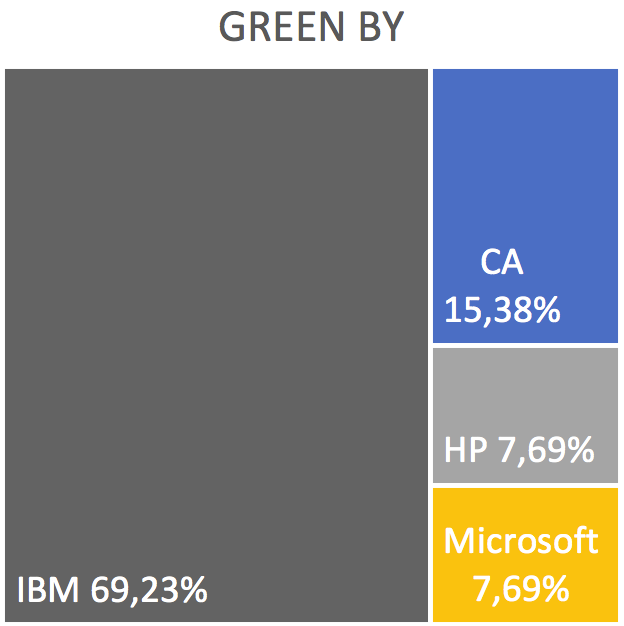 GREEN BY
CA
15,38%
HP 7,69%
Microsoft
7,69%
IBM 69,23%